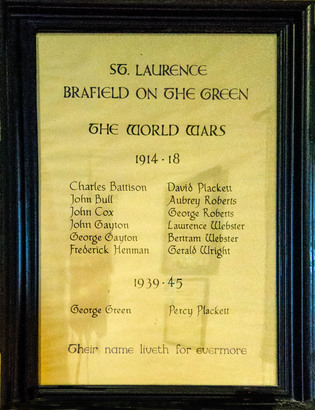 ST. LAURENCE
BRAFIELD ON THE GREEN
THE WORLD WARS
1914-18
Charles Battison David Plackett
John Bull Aubrey Roberts
John Cox George Roberts
John Gayton Laurence Webster
George Gayton Bertram Webster
Frederick Henman Gerald Wright
1939-45
George Green Percy Plackett
Their name liveth for evermore